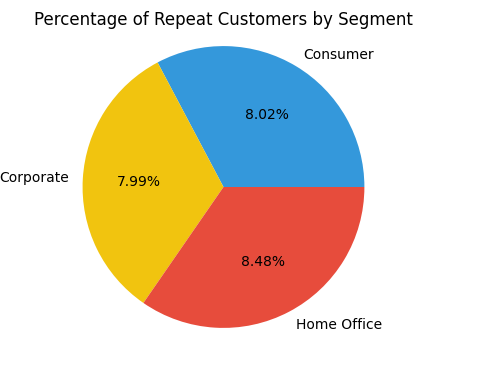 Percentage of Repeat Customers by Segment
Consumer
8.02%
Corporate
7.99%
8.48%
Home Office